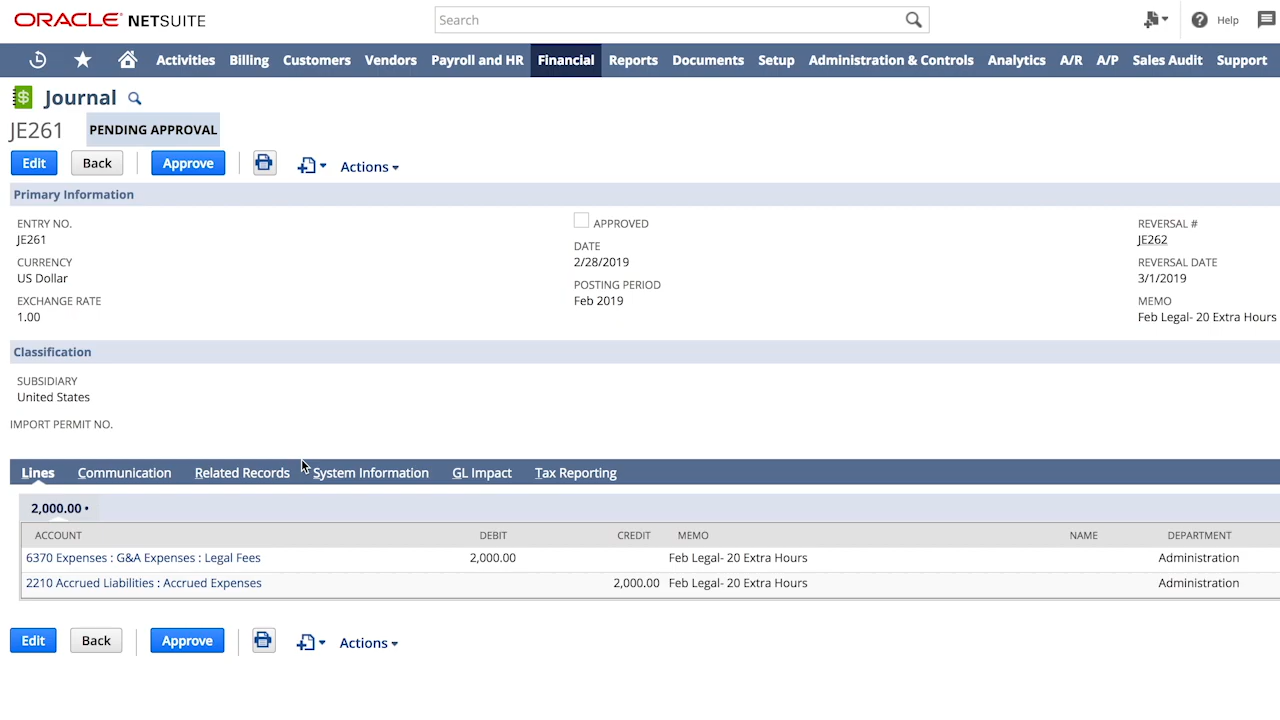 ORACLE NETSUITE
Search
Help
Activities Billing Customers Vendors Payroll and HR Financial Reports Documents Setup Administration & Controls Analytics A/R A/P Sales Audit Support
$ Journal
JE261 PENDING APPROVAL
Edit Back Approve Actions
Primary Information
ENTRY NO.
JE261
CURRENCY
US Dollar
EXCHANGE RATE
1.00
APPROVED
DATE
2/28/2019
POSTING PERIOD
Feb 2019
REVERSAL #
JE262
REVERSAL DATE
3/1/2019
MEMO
Feb Legal- 20 Extra Hours
Classification
SUBSIDIARY
United States
IMPORT PERMIT NO.
Lines Communication Related Records System Information GL Impact Tax Reporting
2,000.00 •
ACCOUNT DEBIT CREDIT MEMO NAME DEPARTMENT
6370 Expenses : G&A Expenses : Legal Fees 2,000.00 Feb Legal- 20 Extra Hours Administration
2210 Accrued Liabilities : Accrued Expenses 2,000.00 Feb Legal- 20 Extra Hours Administration
Edit Back Approve Actions